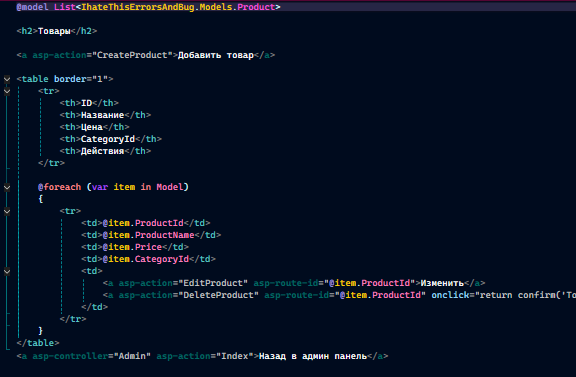 @model List<IhateThisErrorsAndBug.Models.Product>
<h2>Товары</h2>
<a asp-action="CreateProduct">Добавить товар</a>
<table border="1">
<tr>
<th>ID</th>
<th>Название</th>
<th>Цена</th>
<th>CategoryId</th>
<th>Действия</th>
</tr>
@foreach (var item in Model)
{
<tr>
<td>@item.ProductId</td>
<td>@item.ProductName</td>
<td>@item.Price</td>
<td>@item.CategoryId</td>
<td>
<a asp-action="EditProduct" asp-route-id="@item.ProductId">Изменить</a>
<a asp-action="DeleteProduct" asp-route-id="@item.ProductId" onclick="return confirm('То
</td>
</tr>
}
</table>
<a asp-controller="Admin" asp-action="Index">Назад в админ панель</a>